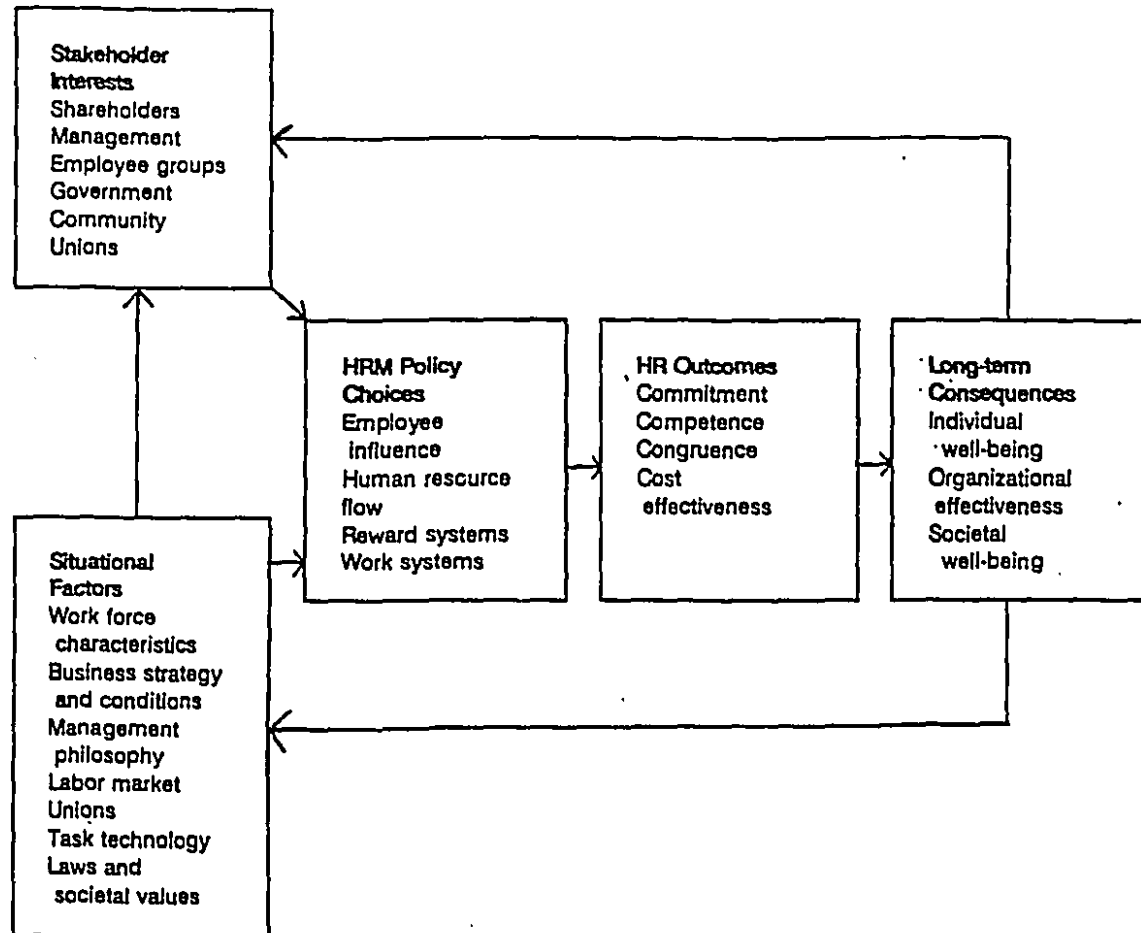 Stakeholder
Interests
Shareholders
Management
Employee groups
Government
Community
Unions
HRM Policy
Choices
Employee
influence
Human resource
flow
Reward systems
Work systems
HR Outcomes
Commitment
Competence
Congruence
Cost
effectiveness
Long-term
Consequences
Individual
well-being
Organizational
effectiveness
Societal
well-being
Situational
Factors
Work force
characteristics
Business strategy
and conditions
Management
philosophy
Labor market
Unions
Task technology
Laws and
societal values